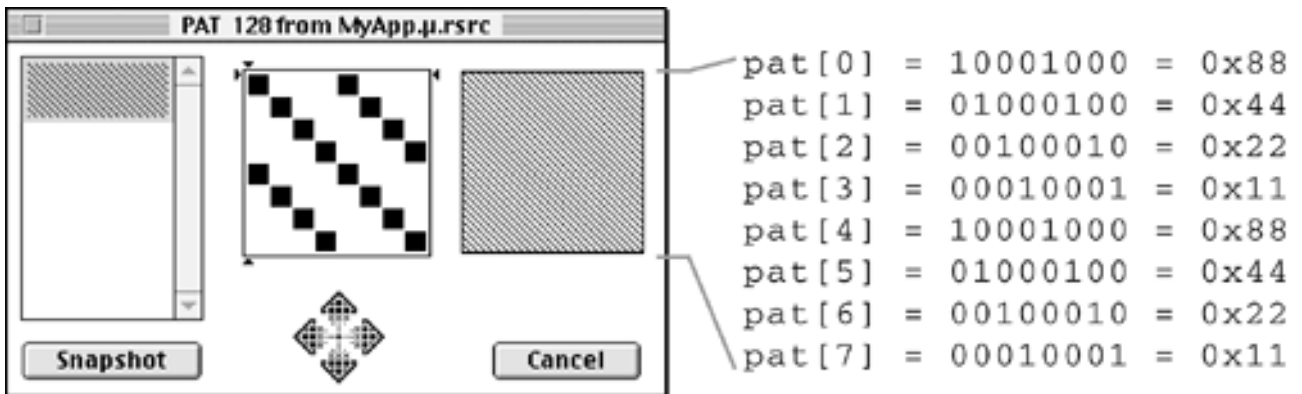 PAT 128 from MyApp.µ.rsrc
Snapshot
Cancel
pat[0] = 10001000 = 0x88
pat[1] = 01000100 = 0x44
pat[2] = 00100010 = 0x22
pat[3] = 00010001 = 0x11
pat[4] = 10001000 = 0x88
pat[5] = 01000100 = 0x44
pat[6] = 00100010 = 0x22
pat[7] = 00010001 = 0x11